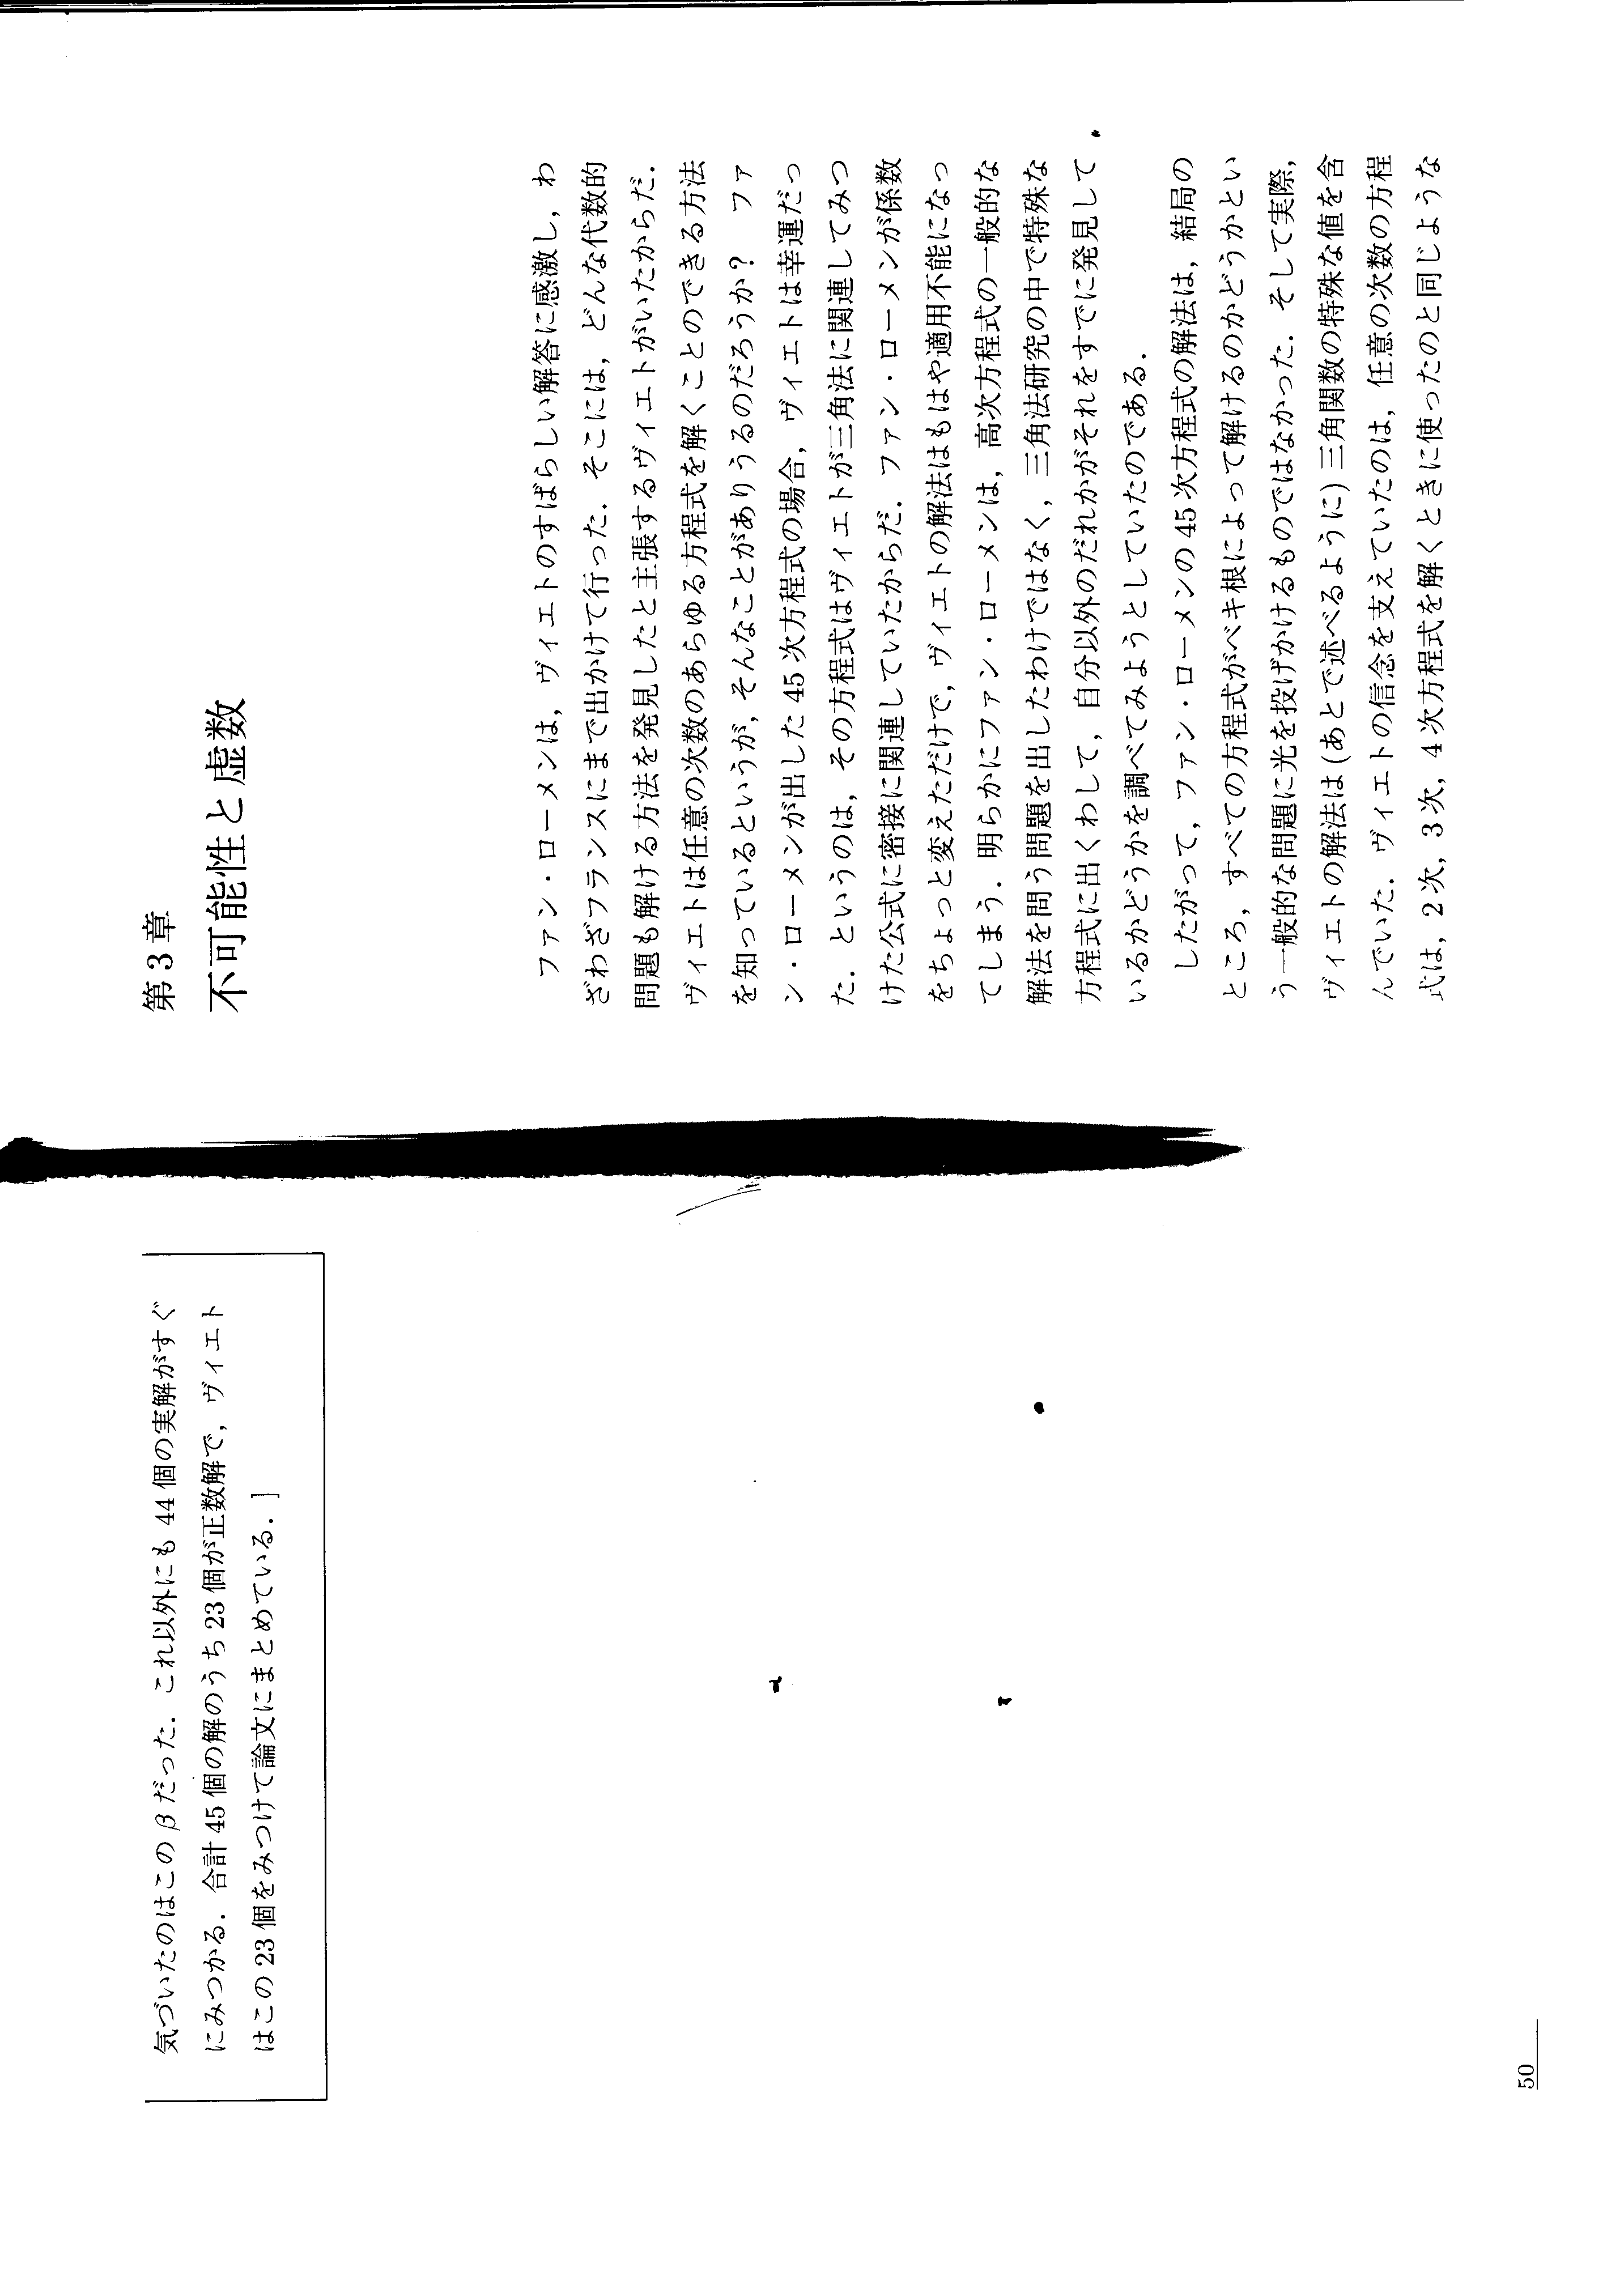 気づいたのはこの β だった．これ以外にも 44 個の実解がすぐ
にみつかる．合計 45 個の解のうち 23 個が正数解で，ヴィエト
はこの 23 個をみつけて論文にまとめている．］
50
第 3 章
不可能性と虚数
ファン・ローメンは，ヴィエトのすばらしい解答に感激し，わ
ざわざフランスにまで出かけて行った．そこには，どんな代数的
問題も解ける方法を発見したと主張するヴィエトがいたからだ．
ヴィエトは任意の次数のあらゆる方程式を解くことのできる方法
を知っているというが，そんなことがありうるのだろうか？ ファ
ン・ローメンが出した 45 次方程式の場合，ヴィエトは幸運だっ
た．というのは，その方程式はヴィエトが三角法に関連してみつ
けた公式に密接に関連していたからだ．ファン・ローメンが係数
をちょっと変えただけで，ヴィエトの解法はもはや適用不能になっ
てしまう．明らかにファン・ローメンは，高次方程式の一般的な
解法を問う問題を出したわけではなく，三角法研究の中で特殊な
方程式に出くわして，自分以外のだれかがそれをすでに発見して
いるかどうかを調べてみようとしていたのである．
したがって，ファン・ローメンの 45 次方程式の解法は，結局の
ところ，すべての方程式がベキ根によって解けるのかどうかとい
う一般的な問題に光を投げかけるものではなかった．そして実際，
ヴィエトの解法は(あとで述べるように)三角関数の特殊な値を含
んでいた．ヴィエトの信念を支えていたのは，任意の次数の方程
式は，2 次，3 次，4 次方程式を解くときに使ったのと同じような